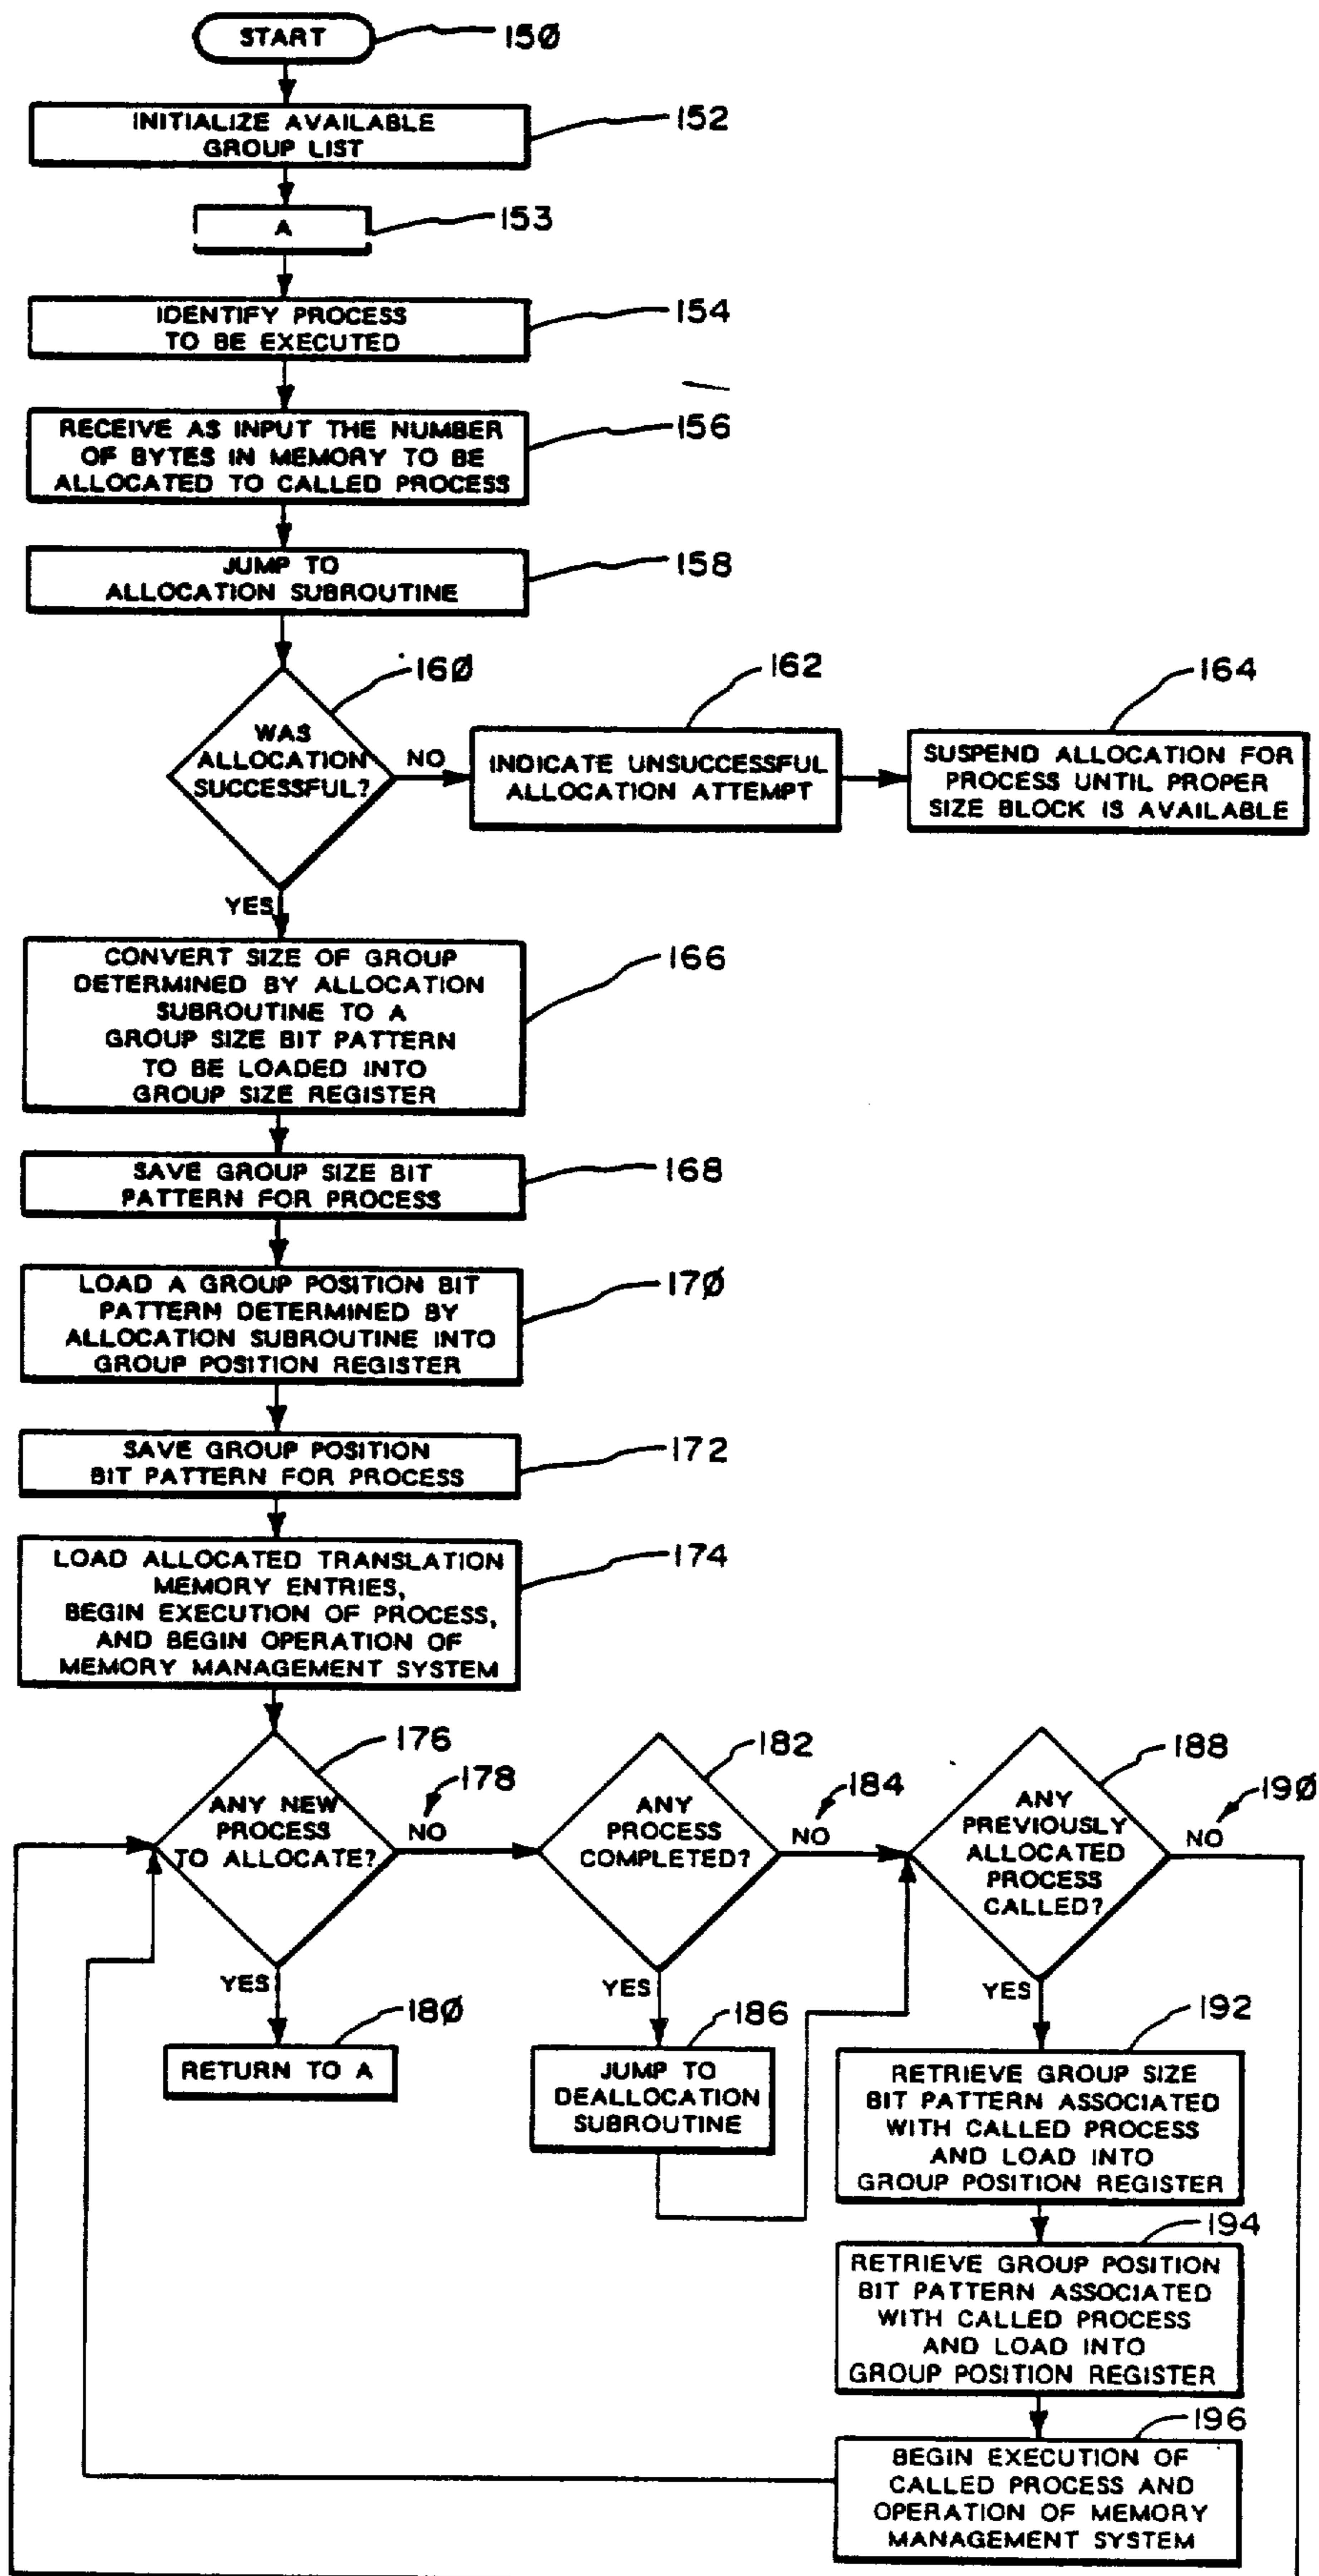 START
150
INITIALIZE AVAILABLE
GROUP LIST
152
A
153
IDENTIFY PROCESS
TO BE EXECUTED
154
RECEIVE AS INPUT THE NUMBER
OF BYTES IN MEMORY TO BE
ALLOCATED TO CALLED PROCESS
156
JUMP TO
ALLOCATION SUBROUTINE
158
WAS
ALLOCATION
SUCCESSFUL?
160
NO
INDICATE UNSUCCESSFUL
ALLOCATION ATTEMPT
162
SUSPEND ALLOCATION FOR
PROCESS UNTIL PROPER
SIZE BLOCK IS AVAILABLE
164
YES
CONVERT SIZE OF GROUP
DETERMINED BY ALLOCATION
SUBROUTINE TO A
GROUP SIZE BIT PATTERN
TO BE LOADED INTO
GROUP SIZE REGISTER
166
SAVE GROUP SIZE BIT
PATTERN FOR PROCESS
168
LOAD A GROUP POSITION BIT
PATTERN DETERMINED BY
ALLOCATION SUBROUTINE INTO
GROUP POSITION REGISTER
170
SAVE GROUP POSITION
BIT PATTERN FOR PROCESS
172
LOAD ALLOCATED TRANSLATION
MEMORY ENTRIES,
BEGIN EXECUTION OF PROCESS,
AND BEGIN OPERATION OF
MEMORY MANAGEMENT SYSTEM
174
ANY NEW
PROCESS
TO ALLOCATE?
176
178
NO
YES
RETURN TO A
180
ANY
PROCESS
COMPLETED?
182
184
NO
YES
JUMP TO
DEALLOCATION
SUBROUTINE
186
ANY
PREVIOUSLY
ALLOCATED
PROCESS
CALLED?
188
190
NO
YES
RETRIEVE GROUP SIZE
BIT PATTERN ASSOCIATED
WITH CALLED PROCESS
AND LOAD INTO
GROUP POSITION REGISTER
192
RETRIEVE GROUP POSITION
BIT PATTERN ASSOCIATED
WITH CALLED PROCESS
AND LOAD INTO
GROUP POSITION REGISTER
194
BEGIN EXECUTION OF
CALLED PROCESS AND
OPERATION OF MEMORY
MANAGEMENT SYSTEM
196